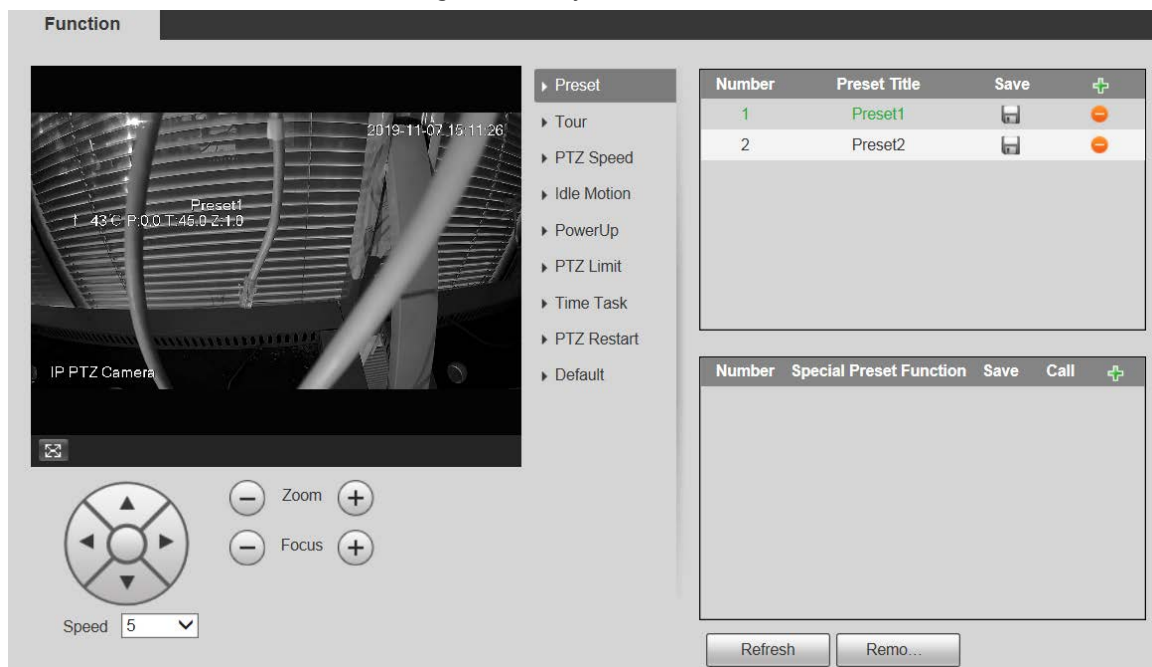 Function
2019-11-07 15:11:26
Preset1
↑ 43℃ P:0.0 T:45.0 Z:1.0
IP PTZ Camera
Preset
Tour
PTZ Speed
Idle Motion
PowerUp
PTZ Limit
Time Task
PTZ Restart
Default
Number Preset Title Save
1 Preset1
2 Preset2
Number Special Preset Function Save Call
Zoom
Focus
Speed 5
Refresh Remo...